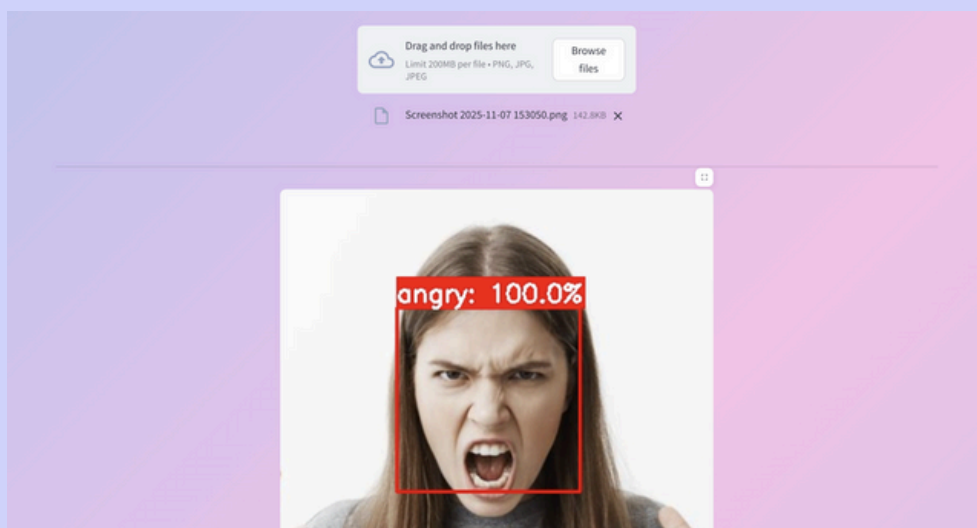 Drag and drop files here
Limit 200MB per file • PNG, JPG,
JPEG
Browse
files
Screenshot 2025-11-07 153050.png 142.8KB
angry: 100.0%